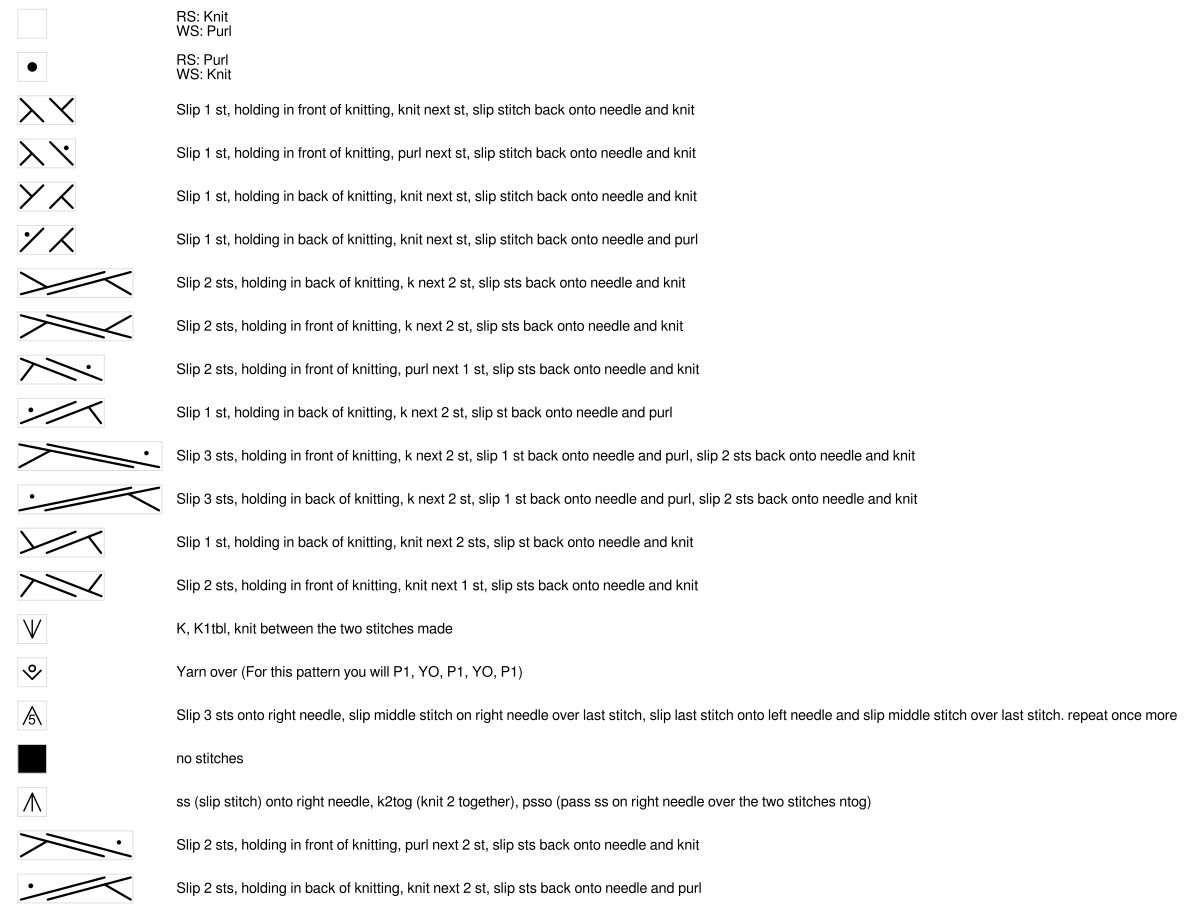 RS: Knit
WS: Purl
RS: Purl
WS: Knit
Slip 1 st, holding in front of knitting, knit next st, slip stitch back onto needle and knit
Slip 1 st, holding in front of knitting, purl next st, slip stitch back onto needle and knit
Slip 1 st, holding in back of knitting, knit next st, slip stitch back onto needle and knit
Slip 1 st, holding in back of knitting, knit next st, slip stitch back onto needle and purl
Slip 2 sts, holding in back of knitting, k next 2 st, slip sts back onto needle and knit
Slip 2 sts, holding in front of knitting, k next 2 st, slip sts back onto needle and knit
Slip 2 sts, holding in front of knitting, purl next 1 st, slip sts back onto needle and knit
Slip 1 st, holding in back of knitting, k next 2 st, slip st back onto needle and purl
Slip 3 sts, holding in front of knitting, k next 2 st, slip 1 st back onto needle and purl, slip 2 sts back onto needle and knit
Slip 3 sts, holding in back of knitting, k next 2 st, slip 1 st back onto needle and purl, slip 2 sts back onto needle and knit
Slip 1 st, holding in back of knitting, knit next 2 sts, slip st back onto needle and knit
Slip 2 sts, holding in front of knitting, knit next 1 st, slip sts back onto needle and knit
K, K1tbl, knit between the two stitches made
Yarn over (For this pattern you will P1, YO, P1, YO, P1)
5 Slip 3 sts onto right needle, slip middle stitch on right needle over last stitch, slip last stitch onto left needle and slip middle stitch over last stitch. repeat once more
no stitches
ss (slip stitch) onto right needle, k2tog (knit 2 together), psso (pass ss on right needle over the two stitches ntog)
Slip 2 sts, holding in front of knitting, purl next 2 st, slip sts back onto needle and knit
Slip 2 sts, holding in back of knitting, knit next 2 st, slip sts back onto needle and purl